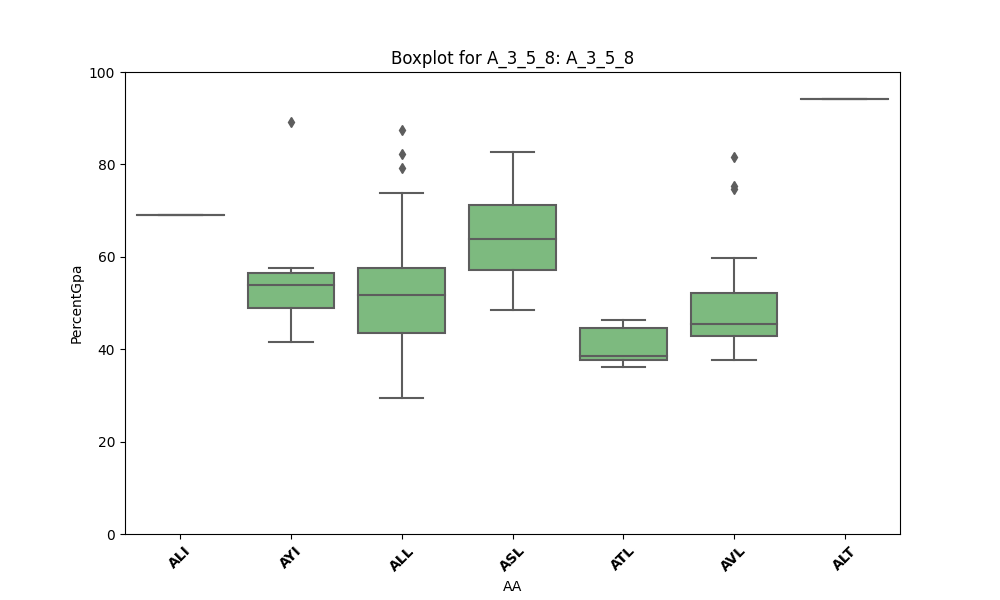 Boxplot for A_3_5_8: A_3_5_8
100
80
60
40
20
0
PercentGpa
ALI
AYI
ALL
ASL
ATL
AVL
ALT
AA